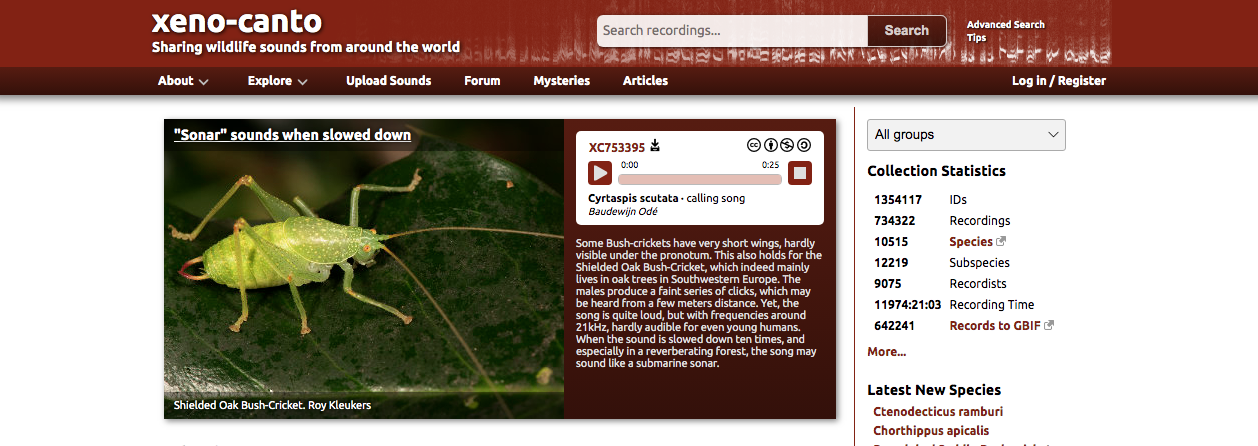 xeno-canto
Sharing wildlife sounds from around the world
Search recordings...
Search
Advanced Search
Tips
About
Explore
Upload Sounds
Forum
Mysteries
Articles
Log in / Register
"Sonar" sounds when slowed down
XC753395
0:00
0:25
Cyrtaspis scutata · calling song
Baudewijn Odé
Some Bush-crickets have very short wings, hardly
visible under the pronotum. This also holds for the
Shielded Oak Bush-Cricket, which indeed mainly
lives in oak trees in Southwestern Europe. The
males produce a faint series of clicks, which may
be heard from a few meters distance. Yet, the
song is quite loud, but with frequencies around
21kHz, hardly audible for even young humans.
When the sound is slowed down ten times, and
especially in a reverberating forest, the song may
sound like a submarine sonar.
Shielded Oak Bush-Cricket. Roy Kleukers
All groups
Collection Statistics
1354117 IDs
734322 Recordings
10515 Species
12219 Subspecies
9075 Recordists
11974:21:03 Recording Time
642241 Records to GBIF
More...
Latest New Species
Ctenodecticus ramburi
Chorthippus apicalis